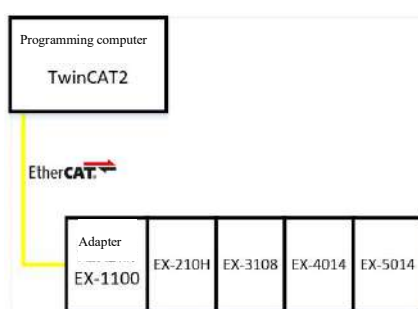 Programming computer
TwinCAT2
EtherCAT
Adapter
EX-1100
EX-210H
EX-3108
EX-4014
EX-5014